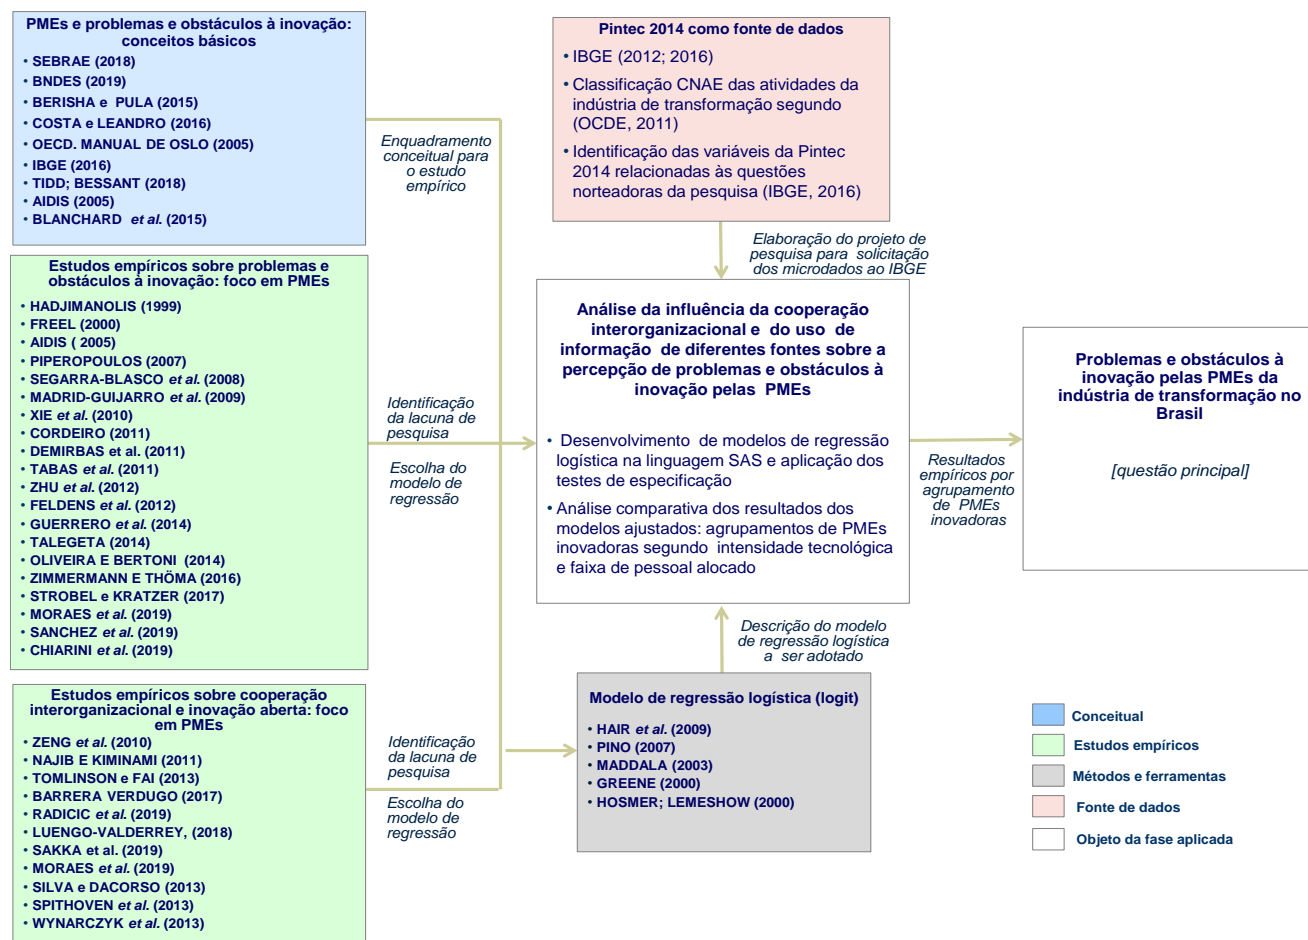 PMEs e problemas e obstáculos à inovação:
conceitos básicos
• SEBRAE (2018)
• BNDES (2019)
• BERISHA e PULA (2015)
• COSTA e LEANDRO (2016)
• OECD. MANUAL DE OSLO (2005)
• IBGE (2016)
• TIDD; BESSANT (2018)
• AIDIS (2005)
• BLANCHARD et al. (2015)
Enquadramento
conceitual para
o estudo
empírico
Pintec 2014 como fonte de dados
• IBGE (2012; 2016)
• Classificação CNAE das atividades da
indústria de transformação segundo
(OCDE, 2011)
• Identificação das variáveis da Pintec
2014 relacionadas às questões
norteadoras da pesquisa (IBGE, 2016)
Elaboração do projeto de
pesquisa para solicitação
dos microdados ao IBGE
Estudos empíricos sobre problemas e
obstáculos à inovação: foco em PMEs
• HADJIMANOLIS (1999)
• FREEL (2000)
• AIDIS ( 2005)
• PIPEROPOULOS (2007)
• SEGARRA-BLASCO et al. (2008)
• MADRID-GUIJARRO et al. (2009)
• XIE et al. (2010)
• CORDEIRO (2011)
• DEMIRBAS et al. (2011)
• TABAS et al. (2011)
• ZHU et al. (2012)
• FELDENS et al. (2012)
• GUERRERO et al. (2014)
• TALEGETA (2014)
• OLIVEIRA E BERTONI (2014)
• ZIMMERMANN E THÖMA (2016)
• STROBEL e KRATZER (2017)
• MORAES et al. (2019)
• SANCHEZ et al. (2019)
• CHIARINI et al. (2019)
Identificação
da lacuna de
pesquisa
Escolha do
modelo de
regressão
Análise da influência da cooperação
interorganizacional e do uso de
informação de diferentes fontes sobre a
percepção de problemas e obstáculos à
inovação pelas PMEs
• Desenvolvimento de modelos de regressão
logística na linguagem SAS e aplicação dos
testes de especificação
• Análise comparativa dos resultados dos
modelos ajustados: agrupamentos de PMEs
inovadoras segundo intensidade tecnológica
e faixa de pessoal alocado
Resultados
empíricos por
agrupamento
de PMEs
inovadoras
Problemas e obstáculos à
inovação pelas PMEs da
indústria de transformação no
Brasil
[questão principal]
Descrição do modelo
de regressão logística
a ser adotado
Estudos empíricos sobre cooperação
interorganizacional e inovação aberta: foco
em PMEs
• ZENG et al. (2010)
• NAJIB E KIMINAMI (2011)
• TOMLINSON e FAI (2013)
• BARRERA VERDUGO (2017)
• RADICIC et al. (2019)
• LUENGO-VALDERREY, (2018)
• SAKKA et al. (2019)
• MORAES et al. (2019)
• SILVA e DACORSO (2013)
• SPITHOVEN et al. (2013)
• WYNARCZYK et al. (2013)
Identificação
da lacuna de
pesquisa
Escolha do
modelo de
regressão
Modelo de regressão logística (logit)
• HAIR et al. (2009)
• PINO (2007)
• MADDALA (2003)
• GREENE (2000)
• HOSMER; LEMESHOW (2000)
Conceitual
Estudos empíricos
Métodos e ferramentas
Fonte de dados
Objeto da fase aplicada